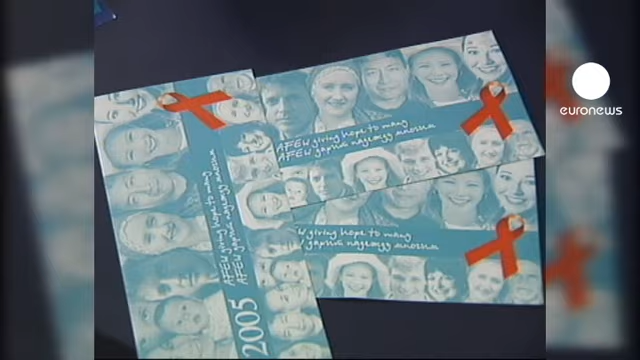 euronews
AFEW giving hope to many
AFEW дарит надежду многим
giving hope to many
дарит надежду многим
AFEW giving hope to many
AFEW дарит надежду многим
2005